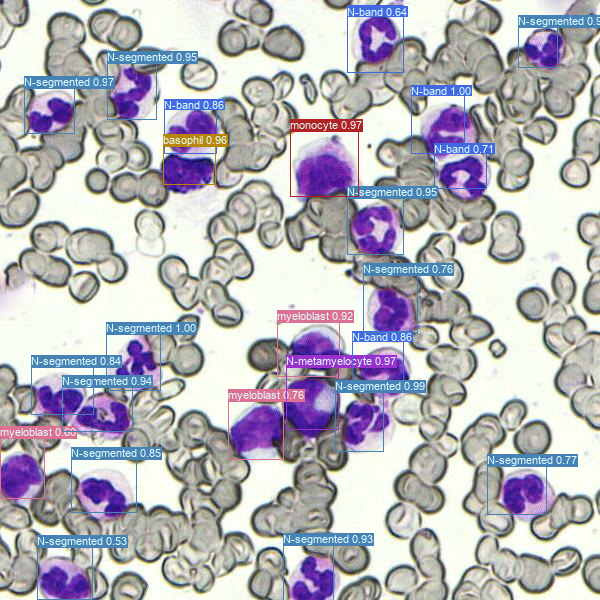 N-band 0.64
N-segmented 0.9
N-segmented 0.95
N-segmented 0.97
N-band 1.00
N-band 0.86
monocyte 0.97
basophil 0.96
N-band 0.71
N-segmented 0.95
N-segmented 0.76
myeloblast 0.92
N-segmented 1.00
N-band 0.86
N-segmented 0.84
N-metamyelocyte 0.97
N-segmented 0.94
N-segmented 0.99
myeloblast 0.76
myeloblast 0.60
N-segmented 0.85
N-segmented 0.77
N-segmented 0.93
N-segmented 0.53